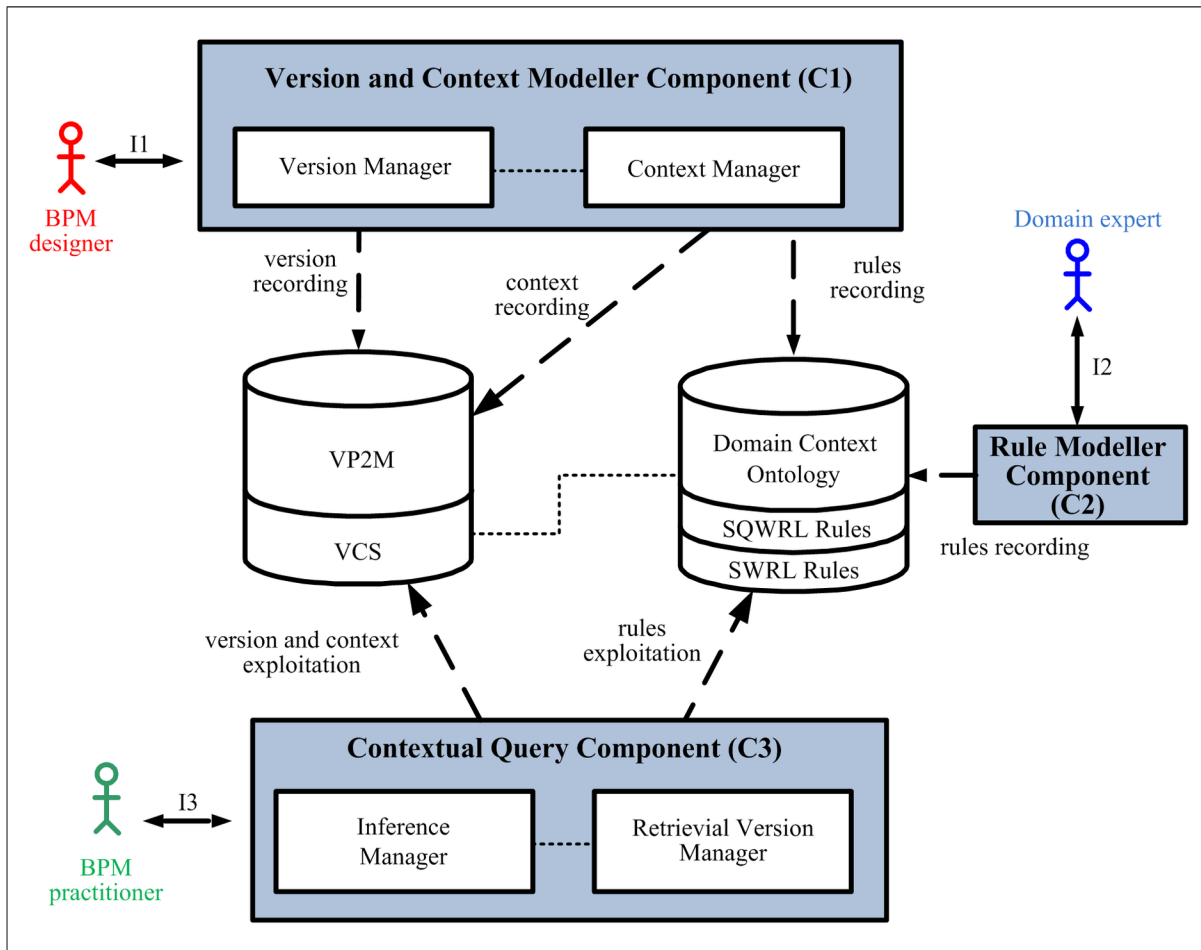 Version and Context Modeller Component (C1)
I1
Version Manager
Context Manager
BPM
designer
Domain expert
version
recording
context
recording
rules
recording
I2
VP2M
VCS
Domain Context
Ontology
SQWRL Rules
SWRL Rules
Rule Modeller
Component
(C2)
rules recording
version and context
exploitation
rules
exploitation
Contextual Query Component (C3)
I3
Inference
Manager
Retrievial Version
Manager
BPM
practitioner